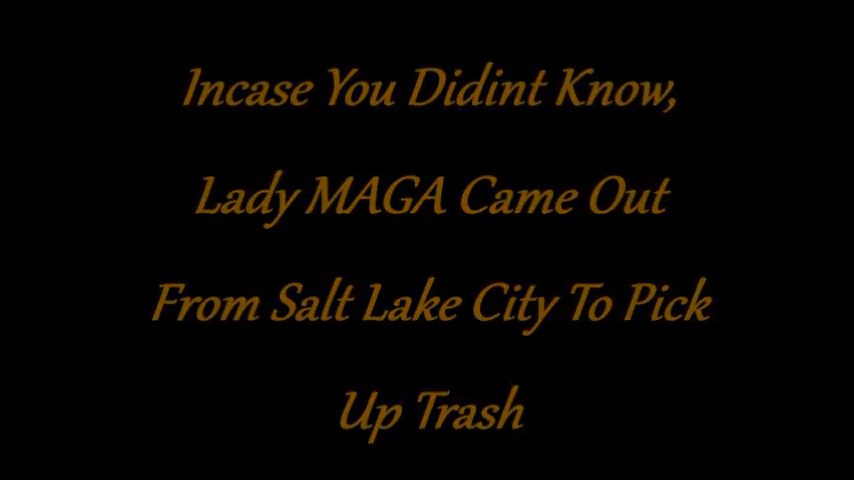 Incase You Didint Know,
Lady MAGA Came Out
From Salt Lake City To Pick
Up Trash